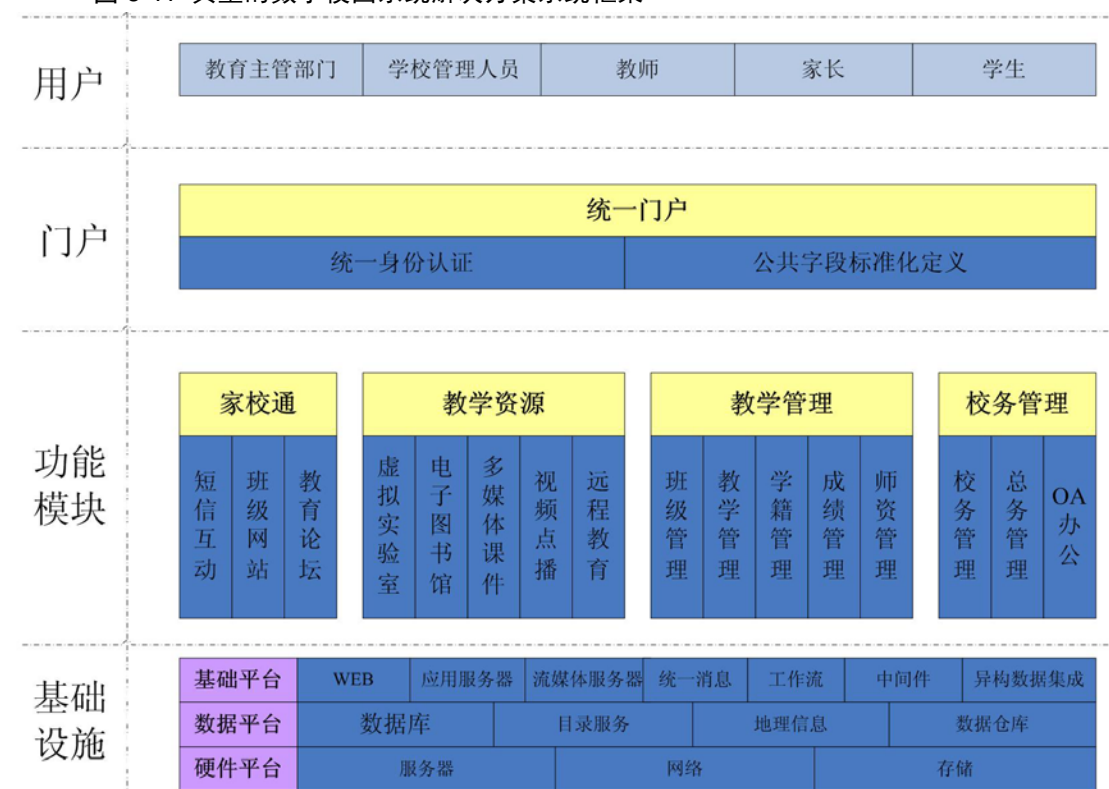 用户
教育主管部门 学校管理人员 教师 家长 学生
门户
统一门户
统一身份认证 公共字段标准化定义
功能模块
家校通 教学资源 教学管理 校务管理
短信互动 班级网站 教育论坛 虚拟实验室 电子图书馆 多媒体课件 视频点播 远程教育 班级管理 教学管理 学籍管理 成绩管理 师资管理 校务管理 总务管理 OA办公
基础设施
基础平台 WEB 应用服务器 流媒体服务器 统一消息 工作流 中间件 异构数据集成
数据平台 数据库 目录服务 地理信息 数据仓库
硬件平台 服务器 网络 存储